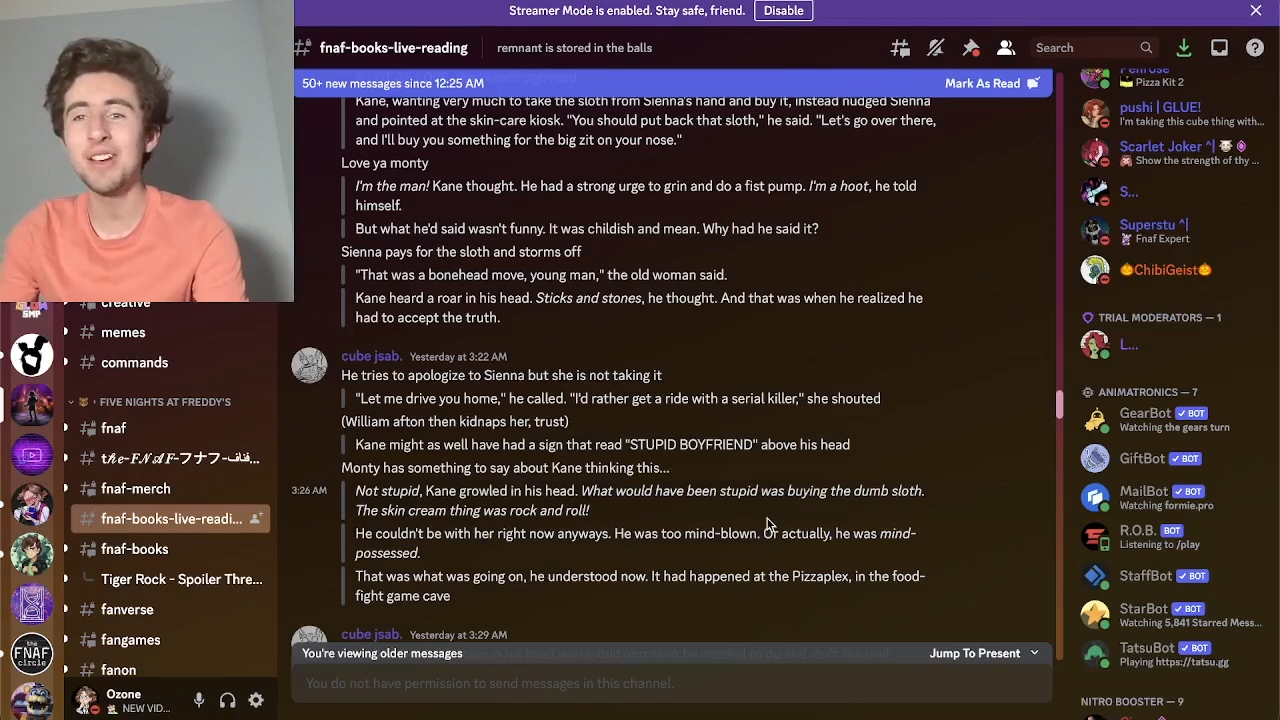 Streamer Mode is enabled. Stay safe, friend.
Disable
fnaf-books-live-reading
remnant is stored in the balls
Search
50+ new messages since 12:25 AM
Mark As Read
Kane, wanting very much to take the sloth from Sienna's hand and buy it, instead nudged Sienna
and pointed at the skin-care kiosk. "You should put back that sloth," he said. "Let's go over there,
and I'll buy you something for the big zit on your nose."
Love ya monty
I'm the man! Kane thought. He had a strong urge to grin and do a fist pump. I'm a hoot, he told
himself.
But what he'd said wasn't funny. It was childish and mean. Why had he said it?
Sienna pays for the sloth and storms off
"That was a bonehead move, young man," the old woman said.
Kane heard a roar in his head. Sticks and stones, he thought. And that was when he realized he
had to accept the truth.
cube jsab. Yesterday at 3:22 AM
He tries to apologize to Sienna but she is not taking it
"Let me drive you home," he called. "I'd rather get a ride with a serial killer," she shouted
(William afton then kidnaps her, trust)
Kane might as well have had a sign that read "STUPID BOYFRIEND" above his head
Monty has something to say about Kane thinking this...
3:26 AM
Not stupid, Kane growled in his head. What would have been stupid was buying the dumb sloth.
The skin cream thing was rock and roll!
He couldn't be with her right now anyways. He was too mind-blown. Or actually, he was mind-
possessed.
That was what was going on, he understood now. It had happened at the Pizzaplex, in the food-
fight game cave
cube jsab. Yesterday at 3:29 AM
You're viewing older messages
Jump To Present
You do not have permission to send messages in this channel.
creative
memes
commands
FIVE NIGHTS AT FREDDY'S
fnaf
fnaf-merch
fnaf-books-live-readi...
fnaf-books
Tiger Rock - Spoiler Thre...
fanverse
fangames
fanon
SMP
the
FNAF
circle
Ozone
NEW VID...
Penrose
Pizza Kit 2
pushi | GLUE!
I'm taking this cube thing with...
Scarlet Joker ^|
Show the strength of thy ...
S...
Superstu ^|
Fnaf Expert
ChibiGeist
TRIAL MODERATORS — 1
L...
ANIMATRONICS — 7
GearBot ✓ BOT
Watching the gears turn
GiftBot ✓ BOT
MailBot ✓ BOT
Watching formie.pro
R.O.B. BOT
Listening to /play
StaffBot ✓ BOT
StarBot ✓ BOT
Watching 5,841 Starred Mess...
TatsuBot ✓ BOT
Playing https://tatsu.gg
NITRO BOOSTER — 9